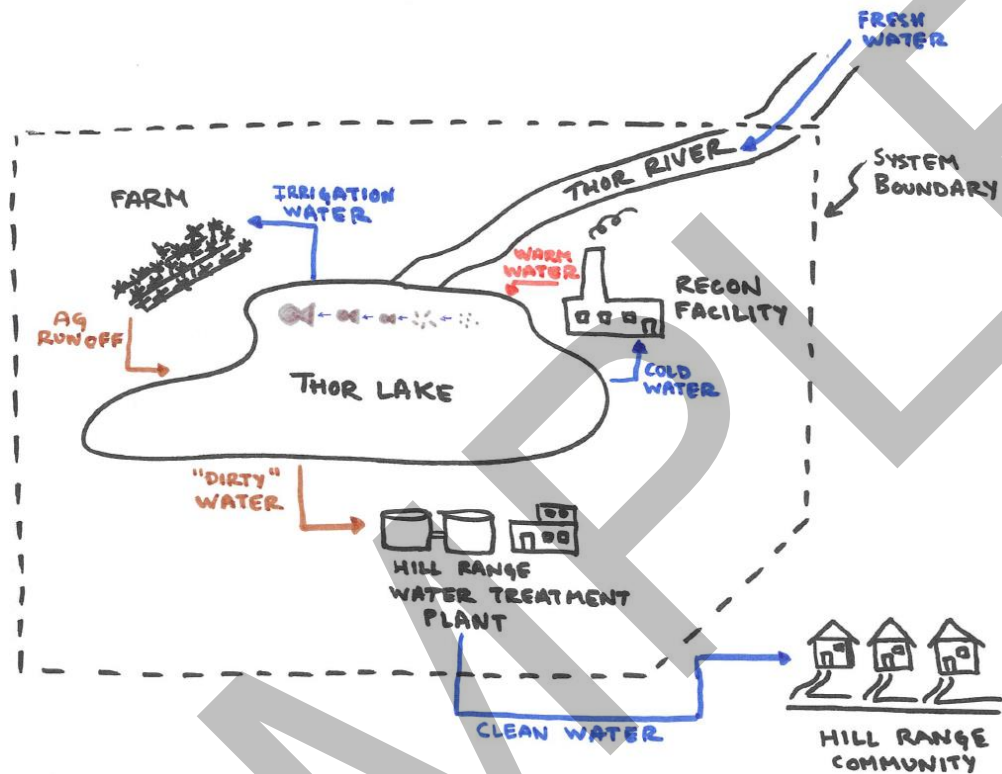 FRESH
WATER
THOR RIVER
SYSTEM
BOUNDARY
FARM
IRRIGATION
WATER
WARM
WATER
RECON
FACILITY
AG
RUNOFF
COLD
WATER
THOR LAKE
"DIRTY"
WATER
HILL RANGE
WATER TREATMENT
PLANT
CLEAN WATER
HILL RANGE
COMMUNITY